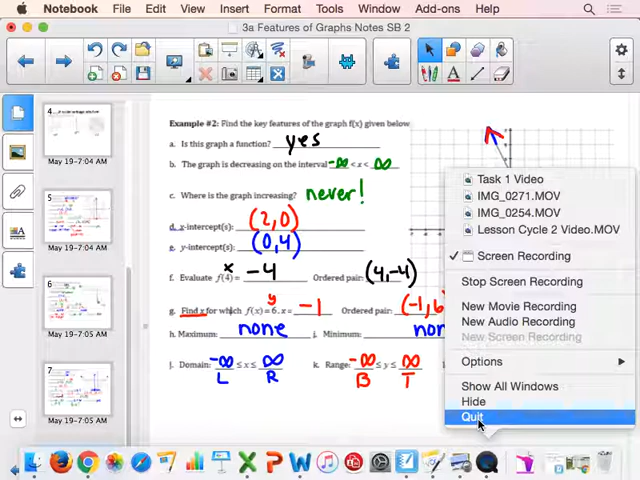 Notebook File Edit View Insert Format Tools Window Add-ons Help
3a Features of Graphs Notes SB 2
4
May 19–7:04 AM
5
May 19–7:04 AM
6
May 19–7:05 AM
7
May 19–7:05 AM
Example #2: Find the key features of the graph f(x) given below
a. Is this graph a function? yes
b. The graph is decreasing on the interval -∞ < x < ∞
c. Where is the graph increasing? never!
d. x-intercept(s): (2,0)
e. y-intercept(s): (0,4)
x
f. Evaluate f(4) = -4 Ordered pair: (4,-4)
y
g. Find x for which f(x) = 6. x = -1 Ordered pair: (-1,6
h. Maximum: none i. Minimum: non
j. Domain: -∞ ≤ x ≤ ∞ k. Range: -∞ ≤ y ≤ ∞
L R B T
Task 1 Video
IMG_0271.MOV
IMG_0254.MOV
Lesson Cycle 2 Video.MOV
✓ Screen Recording
Stop Screen Recording
New Movie Recording
New Audio Recording
New Screen Recording
Options
Show All Windows
Hide
Quit